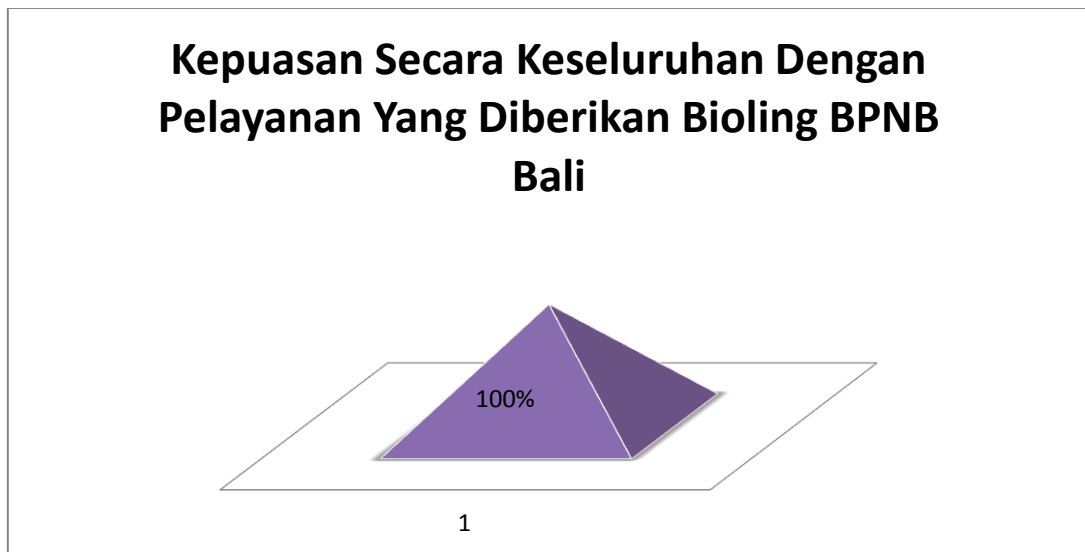 Kepuasan Secara Keseluruhan Dengan
Pelayanan Yang Diberikan Bioling BPNB
Bali
100%
1